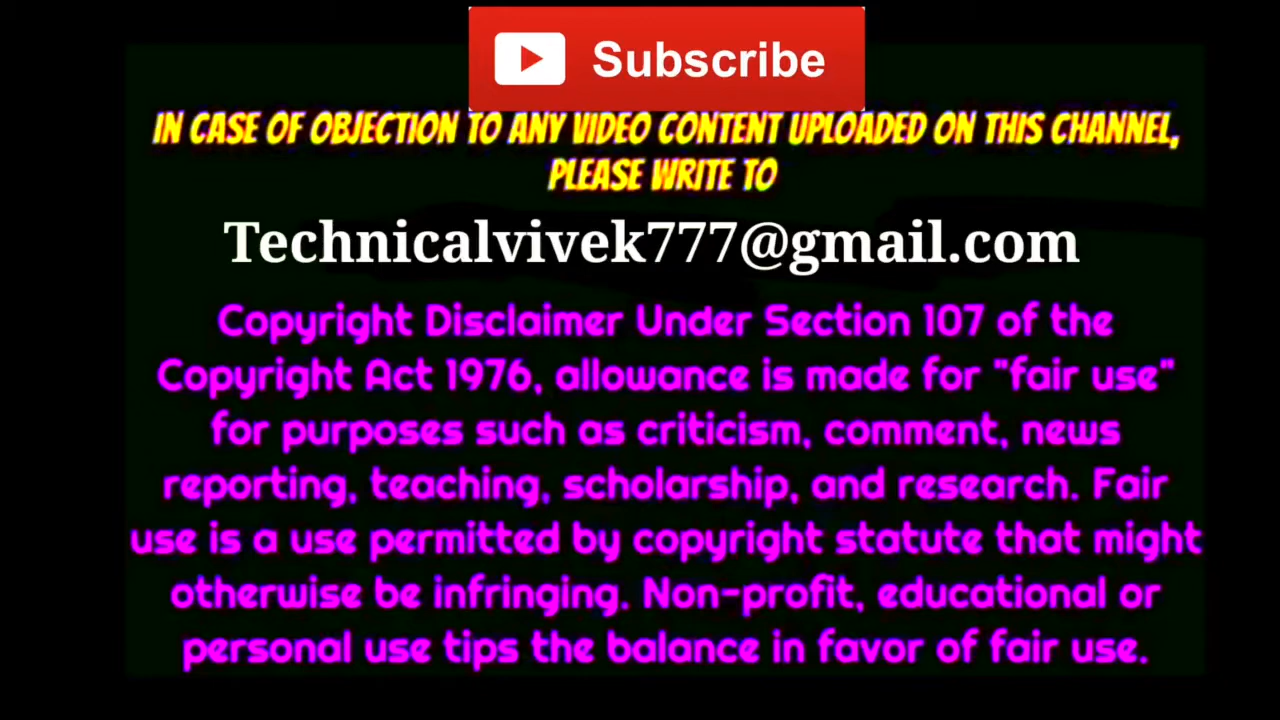 Subscribe
IN CASE OF OBJECTION TO ANY VIDEO CONTENT UPLOADED ON THIS CHANNEL,
PLEASE WRITE TO
Technicalvivek777@gmail.com
Copyright Disclaimer Under Section 107 of the
Copyright Act 1976, allowance is made for "fair use"
for purposes such as criticism, comment, news
reporting, teaching, scholarship, and research. Fair
use is a use permitted by copyright statute that might
otherwise be infringing. Non-profit, educational or
personal use tips the balance in favor of fair use.